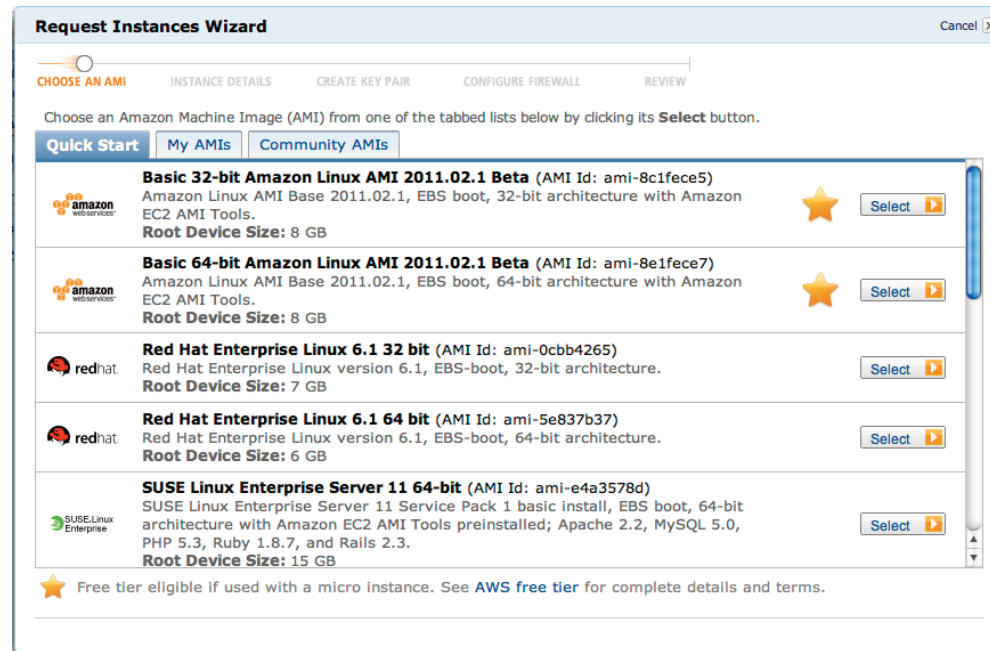 Request Instances Wizard
Cancel
CHOOSE AN AMI
INSTANCE DETAILS
CREATE KEY PAIR
CONFIGURE FIREWALL
REVIEW
Choose an Amazon Machine Image (AMI) from one of the tabbed lists below by clicking its Select button.
Quick Start
My AMIs
Community AMIs
amazon
webservices™
Basic 32-bit Amazon Linux AMI 2011.02.1 Beta (AMI Id: ami-8c1fece5)
Amazon Linux AMI Base 2011.02.1, EBS boot, 32-bit architecture with Amazon
EC2 AMI Tools.
Root Device Size: 8 GB
Select
amazon
webservices™
Basic 64-bit Amazon Linux AMI 2011.02.1 Beta (AMI Id: ami-8e1fece7)
Amazon Linux AMI Base 2011.02.1, EBS boot, 64-bit architecture with Amazon
EC2 AMI Tools.
Root Device Size: 8 GB
Select
redhat.
Red Hat Enterprise Linux 6.1 32 bit (AMI Id: ami-0cbb4265)
Red Hat Enterprise Linux version 6.1, EBS-boot, 32-bit architecture.
Root Device Size: 7 GB
Select
redhat.
Red Hat Enterprise Linux 6.1 64 bit (AMI Id: ami-5e837b37)
Red Hat Enterprise Linux version 6.1, EBS-boot, 64-bit architecture.
Root Device Size: 6 GB
Select
SUSE.Linux
Enterprise
SUSE Linux Enterprise Server 11 64-bit (AMI Id: ami-e4a3578d)
SUSE Linux Enterprise Server 11 Service Pack 1 basic install, EBS boot, 64-bit
architecture with Amazon EC2 AMI Tools preinstalled; Apache 2.2, MySQL 5.0,
PHP 5.3, Ruby 1.8.7, and Rails 2.3.
Root Device Size: 15 GB
Select
Free tier eligible if used with a micro instance. See AWS free tier for complete details and terms.